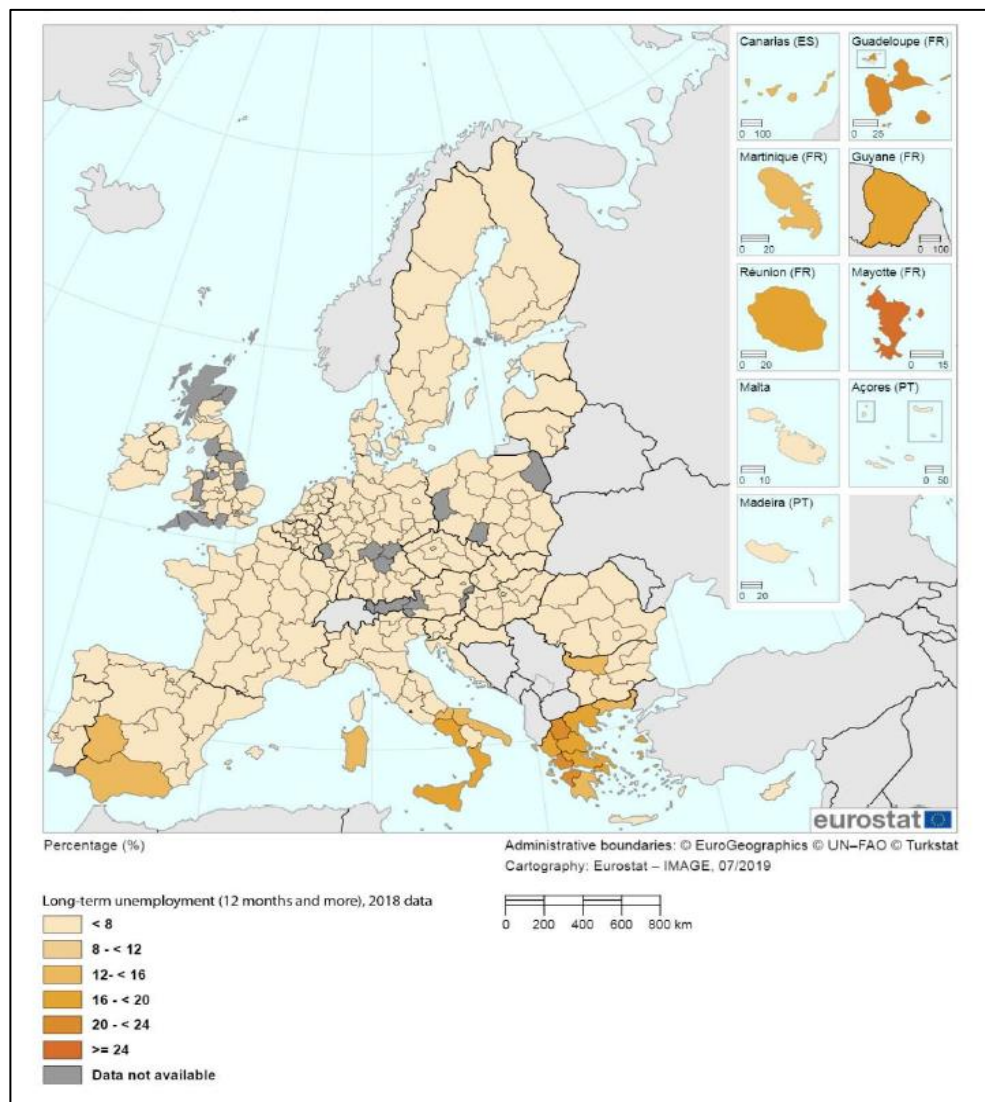 Canarias (ES)
0 100
Guadeloupe (FR)
0 25
Martinique (FR)
0 20
Guyane (FR)
0 100
Réunion (FR)
0 20
Mayotte (FR)
0 15
Malta
0 10
Açores (PT)
0 50
Madeira (PT)
0 20
eurostat
Percentage (%)
Administrative boundaries: © EuroGeographics © UN–FAO © Turkstat
Cartography: Eurostat – IMAGE, 07/2019
0 200 400 600 800 km
Long-term unemployment (12 months and more), 2018 data
< 8
8 - < 12
12- < 16
16 - < 20
20 - < 24
>= 24
Data not available